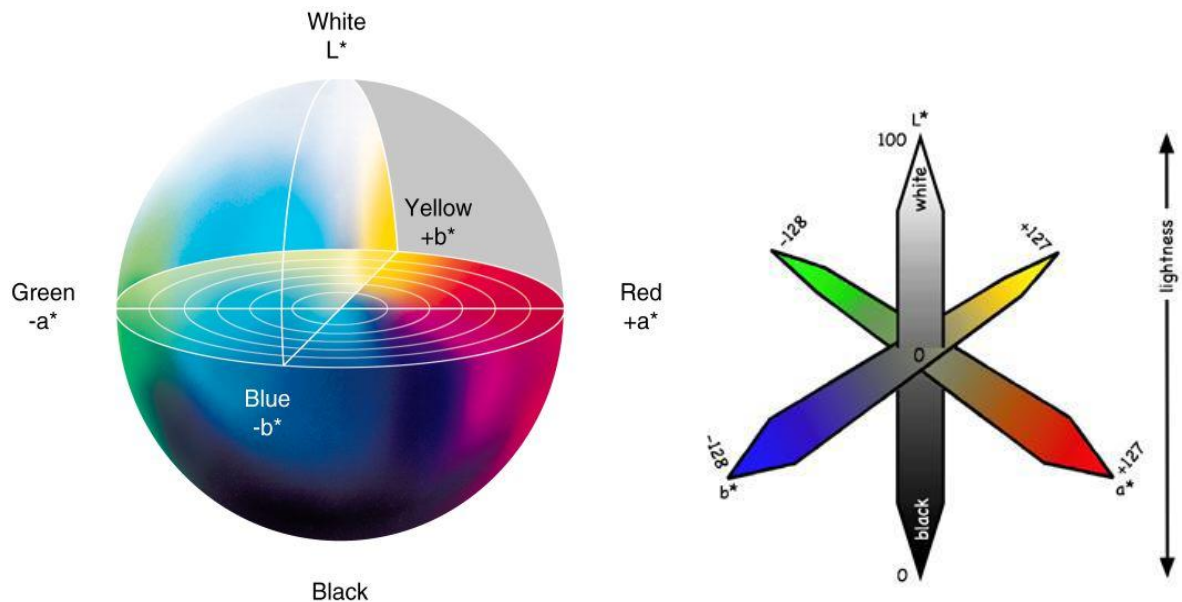 White
L*
Yellow
+b*
Green
-a*
Red
+a*
Blue
-b*
Black
L*
100
white
-128
+127
0
-128
b*
+127
a*
black
0
lightness